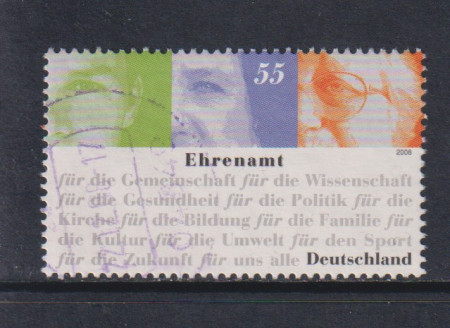 55
Ehrenamt
2008
für die Gemeinschaft für die Wissenschaft
für die Gesundheit für die Politik für die
Kirche für die Bildung für die Familie für
die Kultur für die Umwelt für den Sport
für die Zukunft für uns alle Deutschland